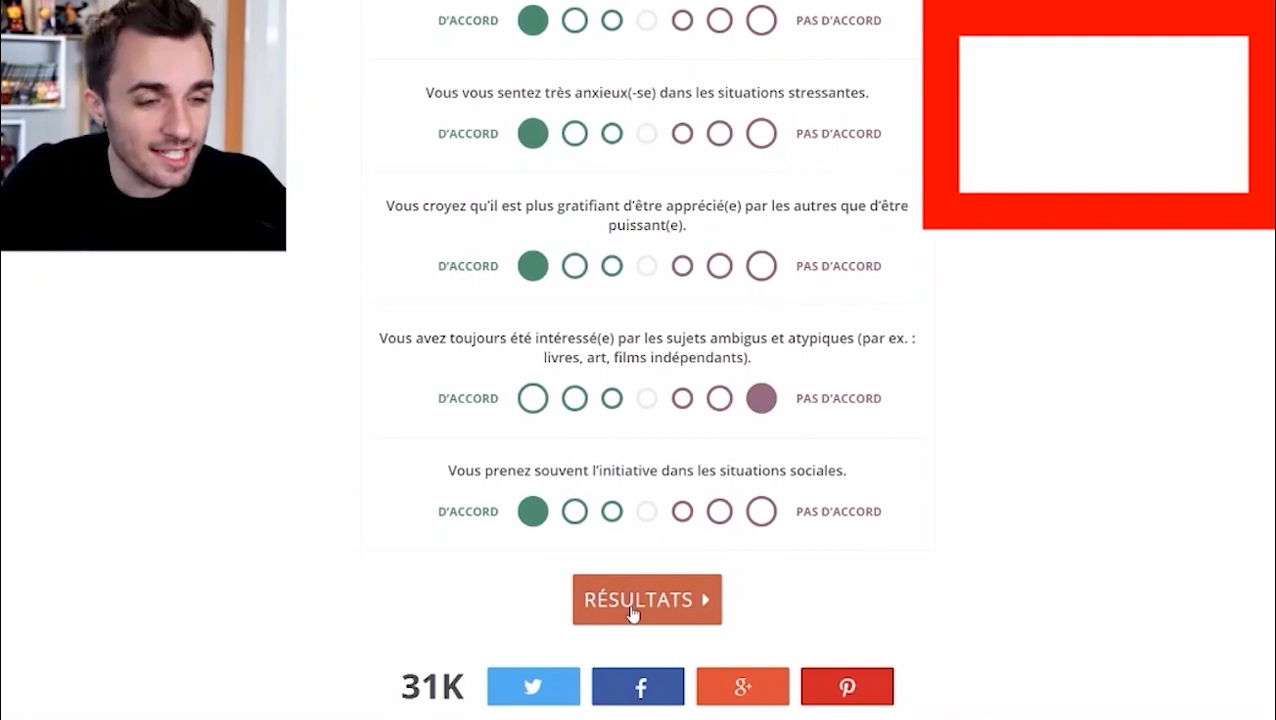 D'ACCORD PAS D'ACCORD
Vous vous sentez très anxieux(-se) dans les situations stressantes.
D'ACCORD PAS D'ACCORD
Vous croyez qu'il est plus gratifiant d'être apprécié(e) par les autres que d'être
puissant(e).
D'ACCORD PAS D'ACCORD
Vous avez toujours été intéressé(e) par les sujets ambigus et atypiques (par ex. :
livres, art, films indépendants).
D'ACCORD PAS D'ACCORD
Vous prenez souvent l'initiative dans les situations sociales.
D'ACCORD PAS D'ACCORD
RÉSULTATS
31K